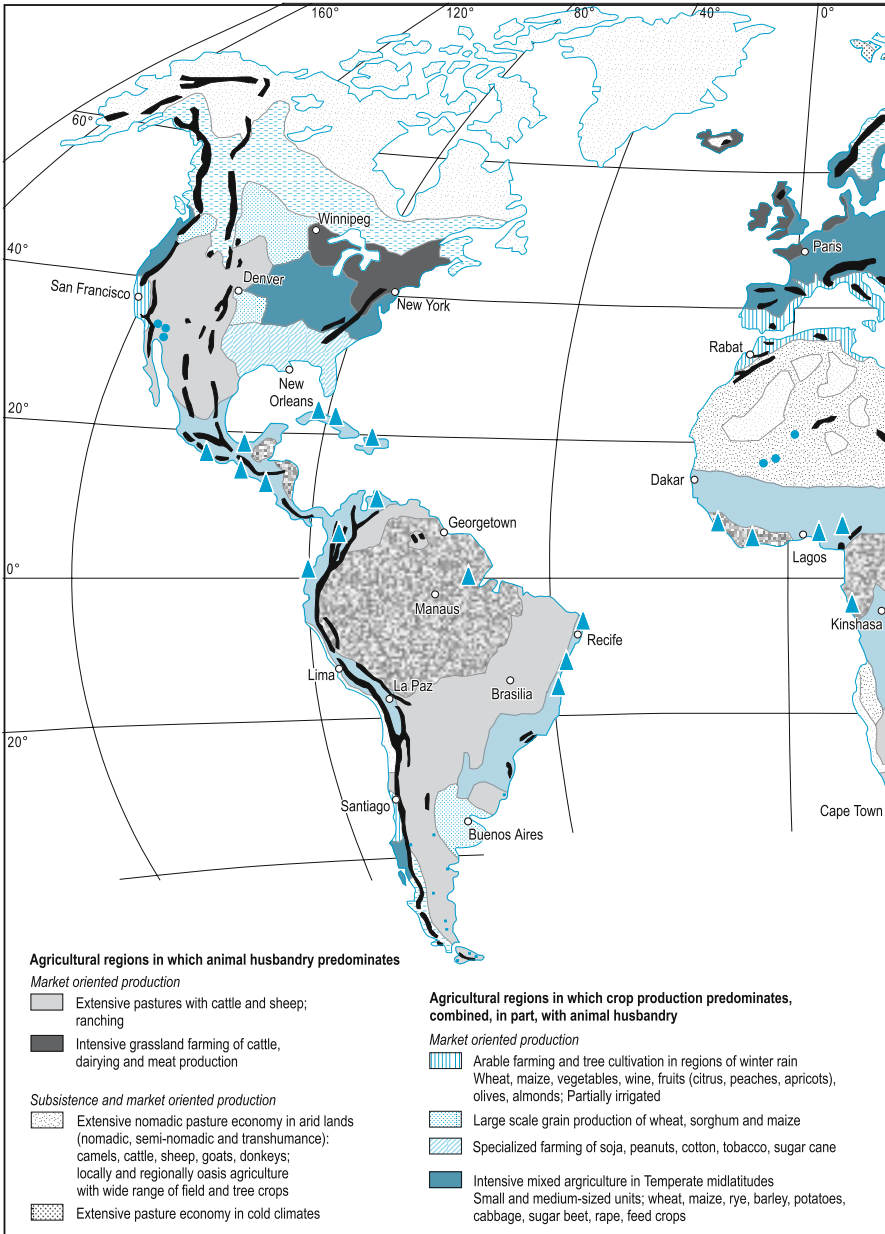 160°
120°
80°
40°
0°
60°
Winnipeg
Paris
40°
Denver
San Francisco
New York
Rabat
New
Orleans
20°
Dakar
Georgetown
Lagos
0°
Manaus
Kinshasa
Recife
Lima
La Paz
Brasilia
20°
Santiago
Buenos Aires
Cape Town
Agricultural regions in which animal husbandry predominates
Market oriented production
Extensive pastures with cattle and sheep;
ranching
Intensive grassland farming of cattle,
dairying and meat production
Subsistence and market oriented production
Extensive nomadic pasture economy in arid lands
(nomadic, semi-nomadic and transhumance):
camels, cattle, sheep, goats, donkeys;
locally and regionally oasis agriculture
with wide range of field and tree crops
Extensive pasture economy in cold climates
Agricultural regions in which crop production predominates,
combined, in part, with animal husbandry
Market oriented production
Arable farming and tree cultivation in regions of winter rain
Wheat, maize, vegetables, wine, fruits (citrus, peaches, apricots),
olives, almonds; Partially irrigated
Large scale grain production of wheat, sorghum and maize
Specialized farming of soja, peanuts, cotton, tobacco, sugar cane
Intensive mixed argriculture in Temperate midlatitudes
Small and medium-sized units; wheat, maize, rye, barley, potatoes,
cabbage, sugar beet, rape, feed crops